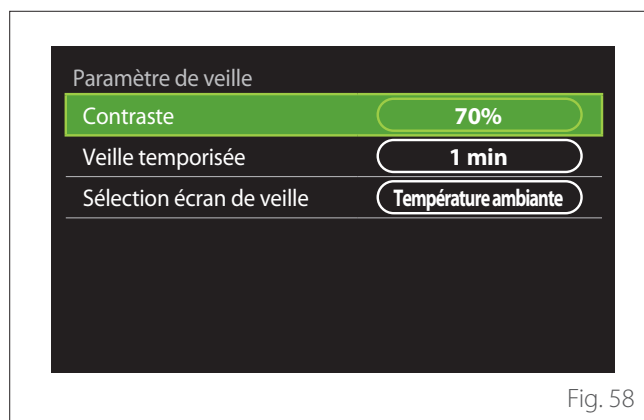 Paramètre de veille
Contraste 70%
Veille temporisée 1 min
Sélection écran de veille Température ambiante
Fig. 58